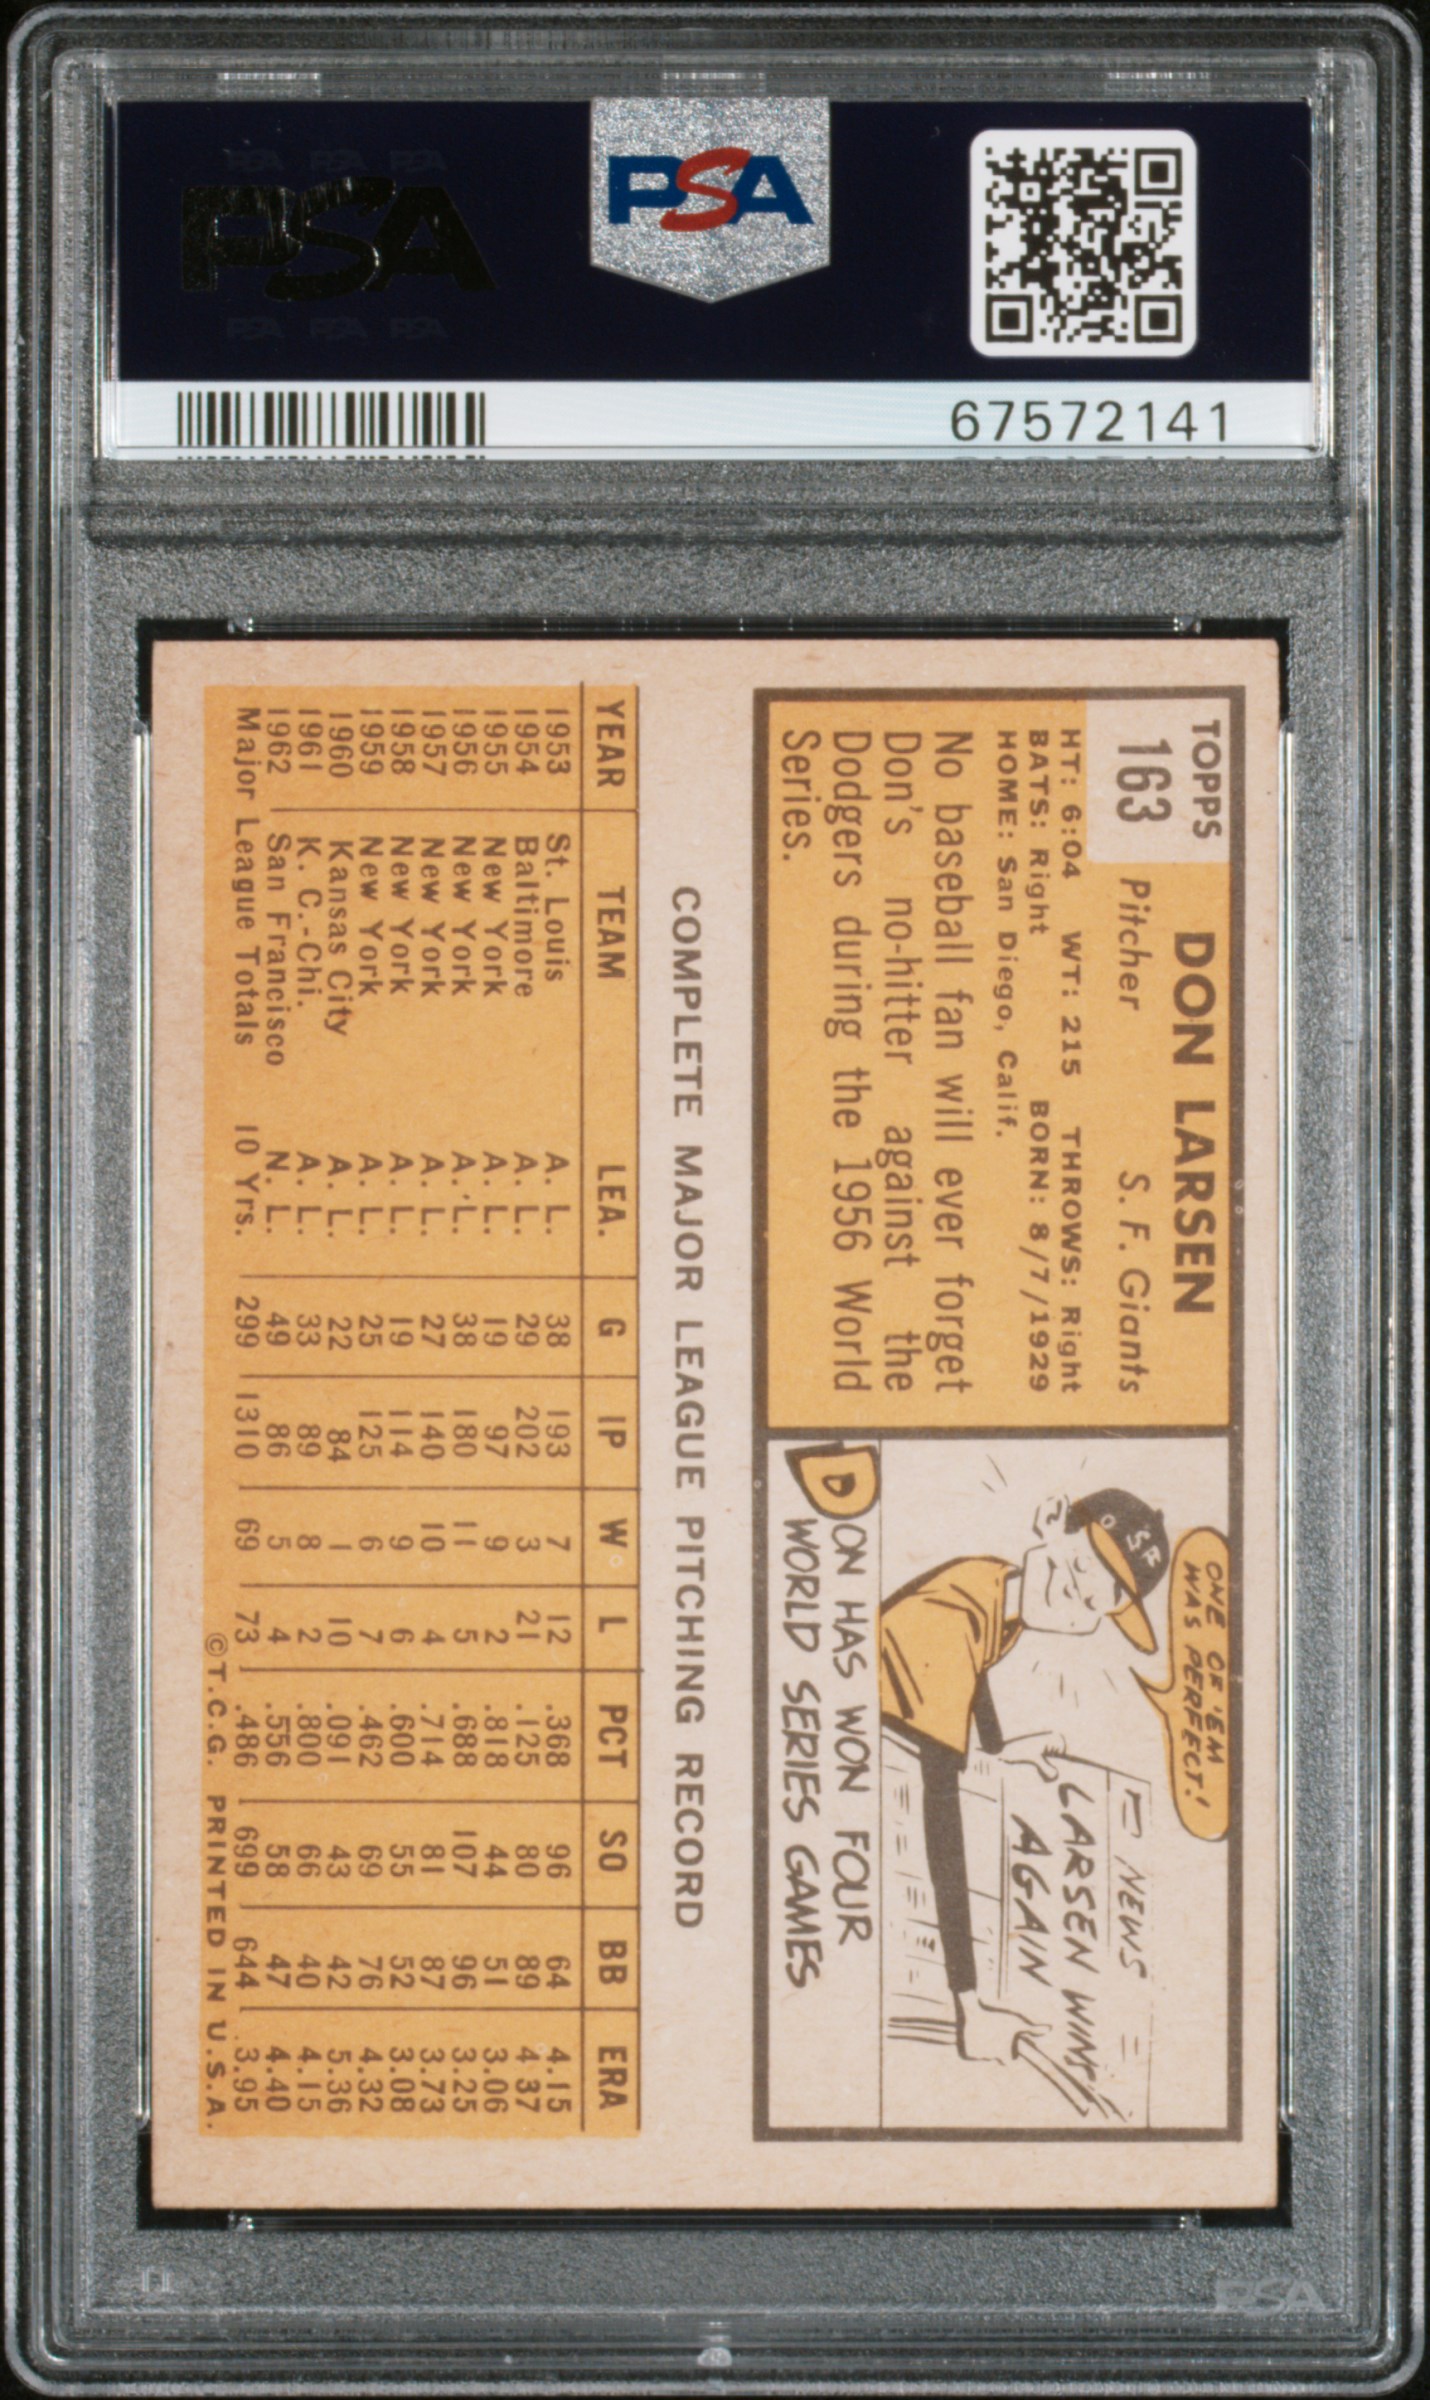 PSA
PSA
67572141
TOPPS
163
DON LARSEN
Pitcher S. F. Giants
HT: 6:04 WT: 215 THROWS: Right
BATS: Right BORN: 8/7/1929
HOME: San Diego, Calif.
No baseball fan will ever forget
Don's no-hitter against the
Dodgers during the 1956 World
Series.
ONE OF 'EM
WAS PERFECT!
NEWS
LARSEN WINS
AGAIN
SF
DON HAS WON FOUR
WORLD SERIES GAMES
COMPLETE MAJOR LEAGUE PITCHING RECORD
YEAR TEAM LEA. G IP W L PCT SO BB ERA
1953 St. Louis A. L. 38 193 7 12 .368 96 64 4.15
1954 Baltimore A. L. 29 202 3 21 .125 80 89 4.37
1955 New York A. L. 19 97 9 2 .818 44 51 3.06
1956 New York A. L. 38 180 11 5 .688 107 96 3.25
1957 New York A. L. 27 140 10 4 .714 81 87 3.73
1958 New York A. L. 19 114 9 6 .600 55 52 3.08
1959 New York A. L. 25 125 6 7 .462 69 76 4.32
1960 Kansas City A. L. 22 84 1 10 .091 43 42 5.36
1961 K. C.-Chi. A. L. 33 89 8 2 .800 66 40 4.15
1962 San Francisco N. L. 49 86 5 4 .556 58 47 4.40
Major League Totals 10 Yrs. 299 1310 69 73 .486 699 644 3.95
©T.C.G. PRINTED IN U.S.A.
PSA